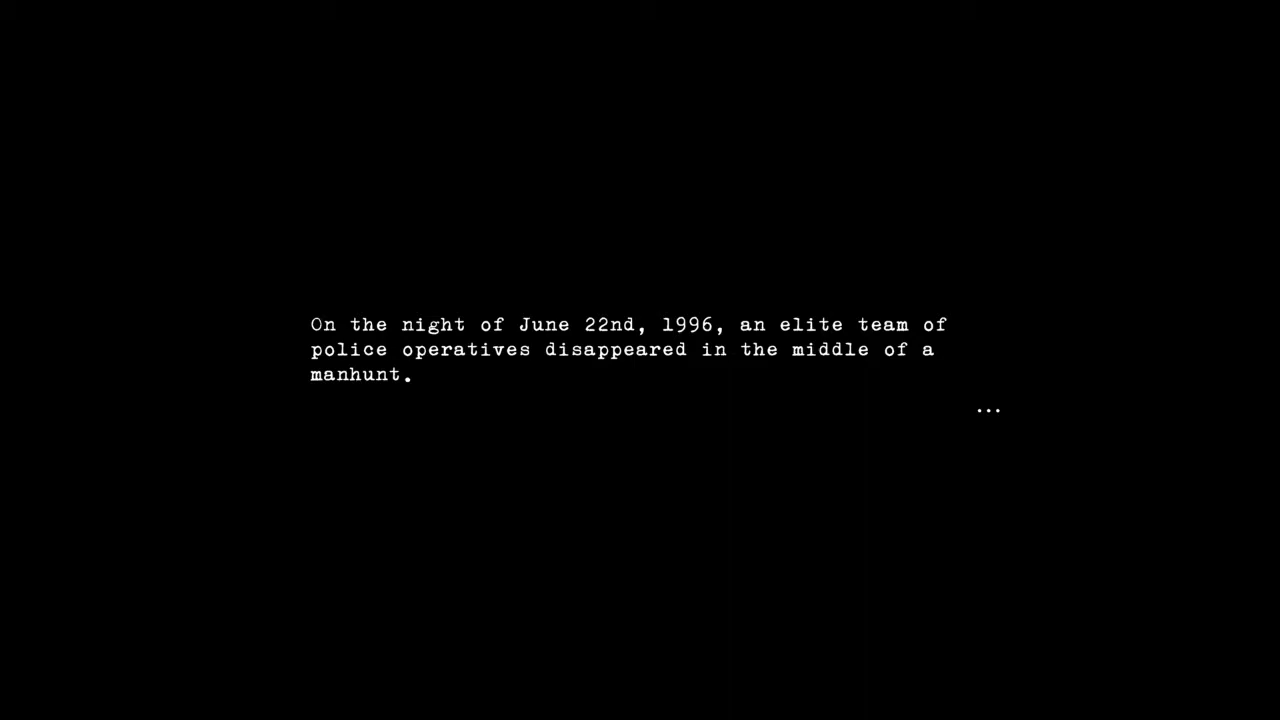 On the night of June 22nd, 1996, an elite team of
police operatives disappeared in the middle of a
manhunt.
...